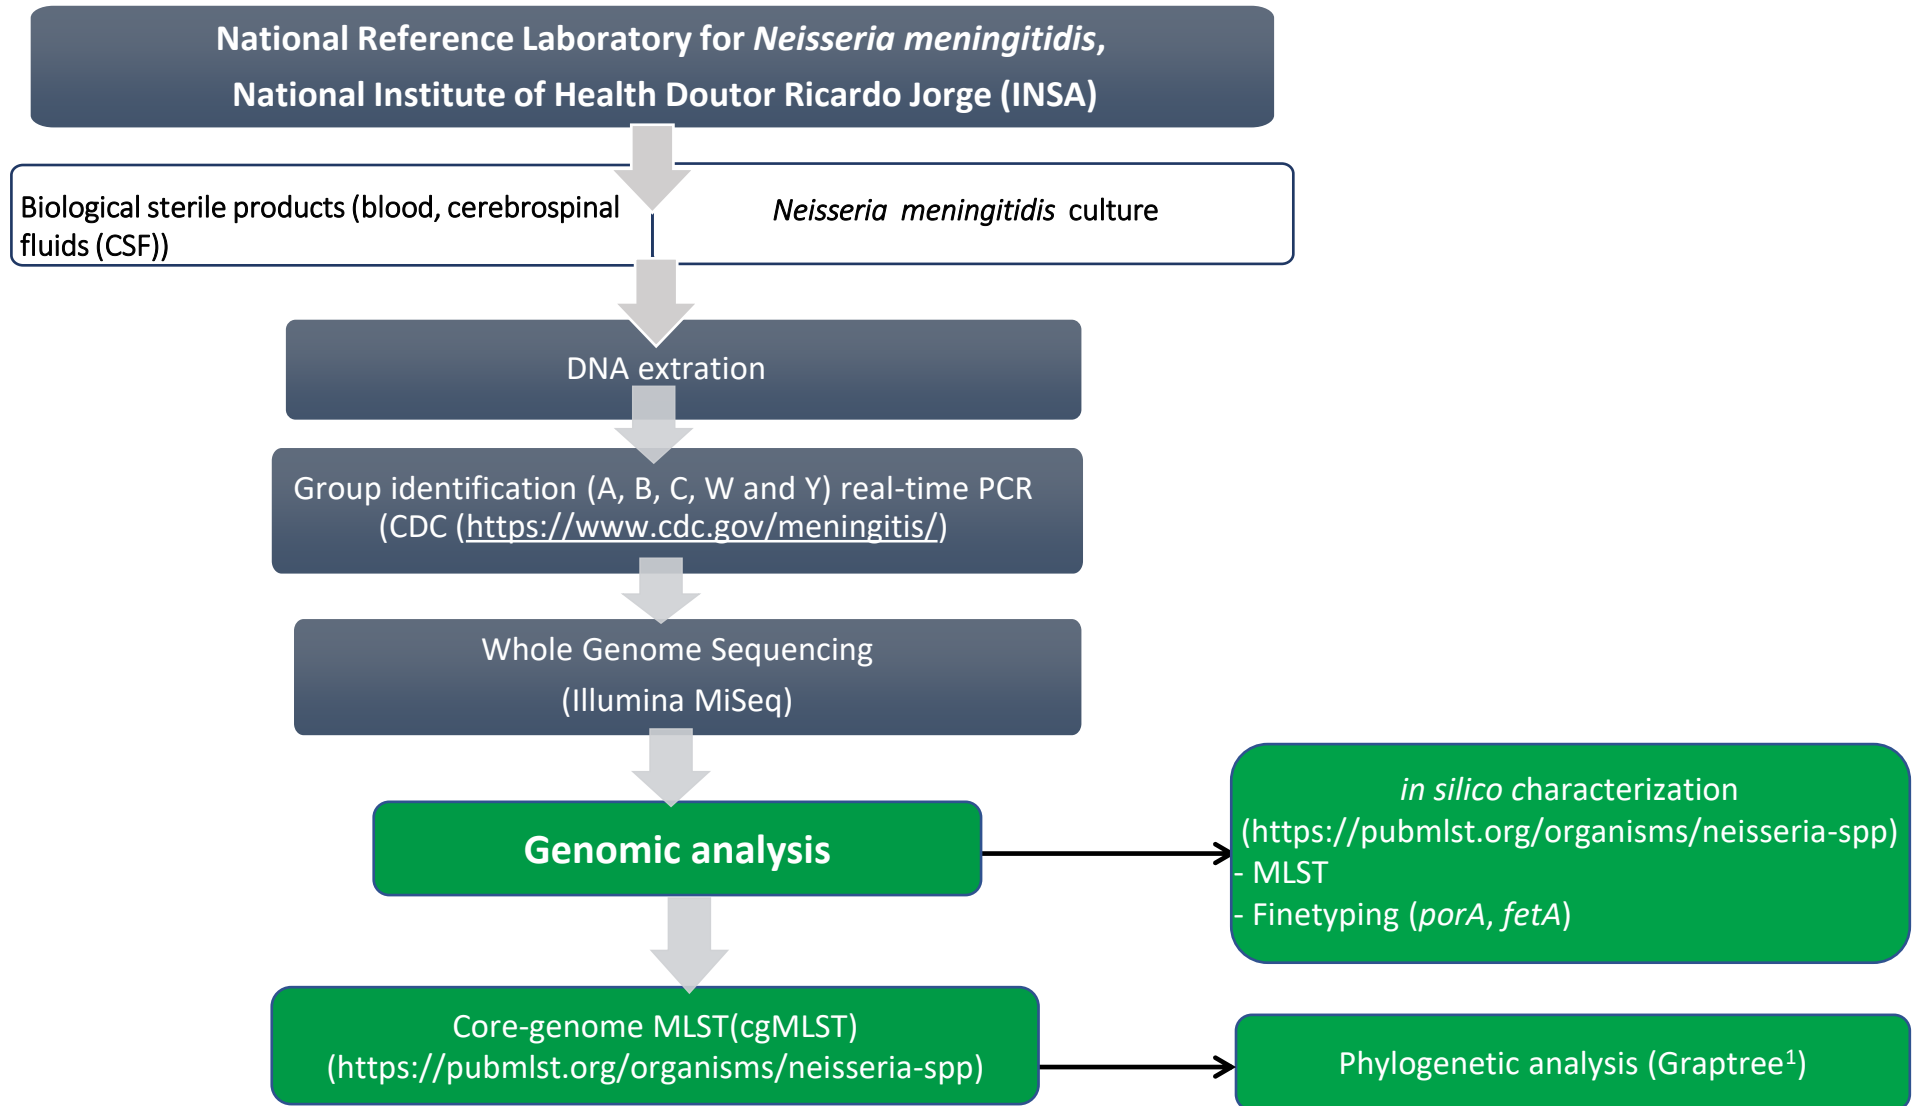 National Reference Laboratory for Neisseria meningitidis,
National Institute of Health Doutor Ricardo Jorge (INSA)
Biological sterile products (blood, cerebrospinal
fluids (CSF))
Neisseria meningitidis culture
DNA extration
Group identification (A, B, C, W and Y) real-time PCR
(CDC (https://www.cdc.gov/meningitis/)
Whole Genome Sequencing
(Illumina MiSeq)
Genomic analysis
in silico characterization
(https://pubmlst.org/organisms/neisseria-spp)
- MLST
- Finetyping (porA, fetA)
Core-genome MLST(cgMLST)
(https://pubmlst.org/organisms/neisseria-spp)
Phylogenetic analysis (Graptree¹)